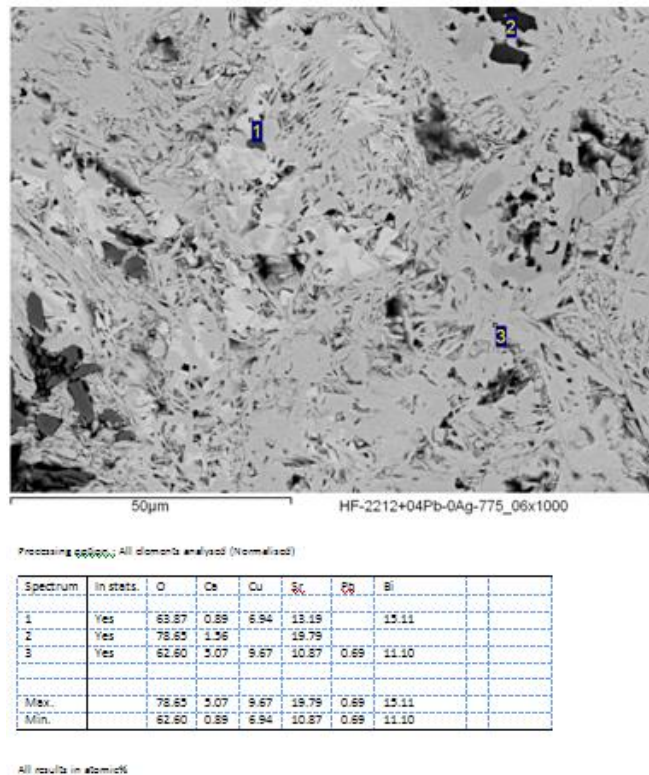 2
1
3
50µm HF-2212+04Pb-0Ag-775_06x1000
Processing option : All elements analysed (Normalised)
Spectrum In stats. O Ca Cu Sr Pb Bi
1 Yes 63.87 0.89 6.94 13.19 15.11
2 Yes 78.65 1.56 19.79
3 Yes 62.60 5.07 9.67 10.87 0.69 11.10
Max. 78.65 5.07 9.67 19.79 0.69 15.11
Min. 62.60 0.89 6.94 10.87 0.69 11.10
All results in atomic%